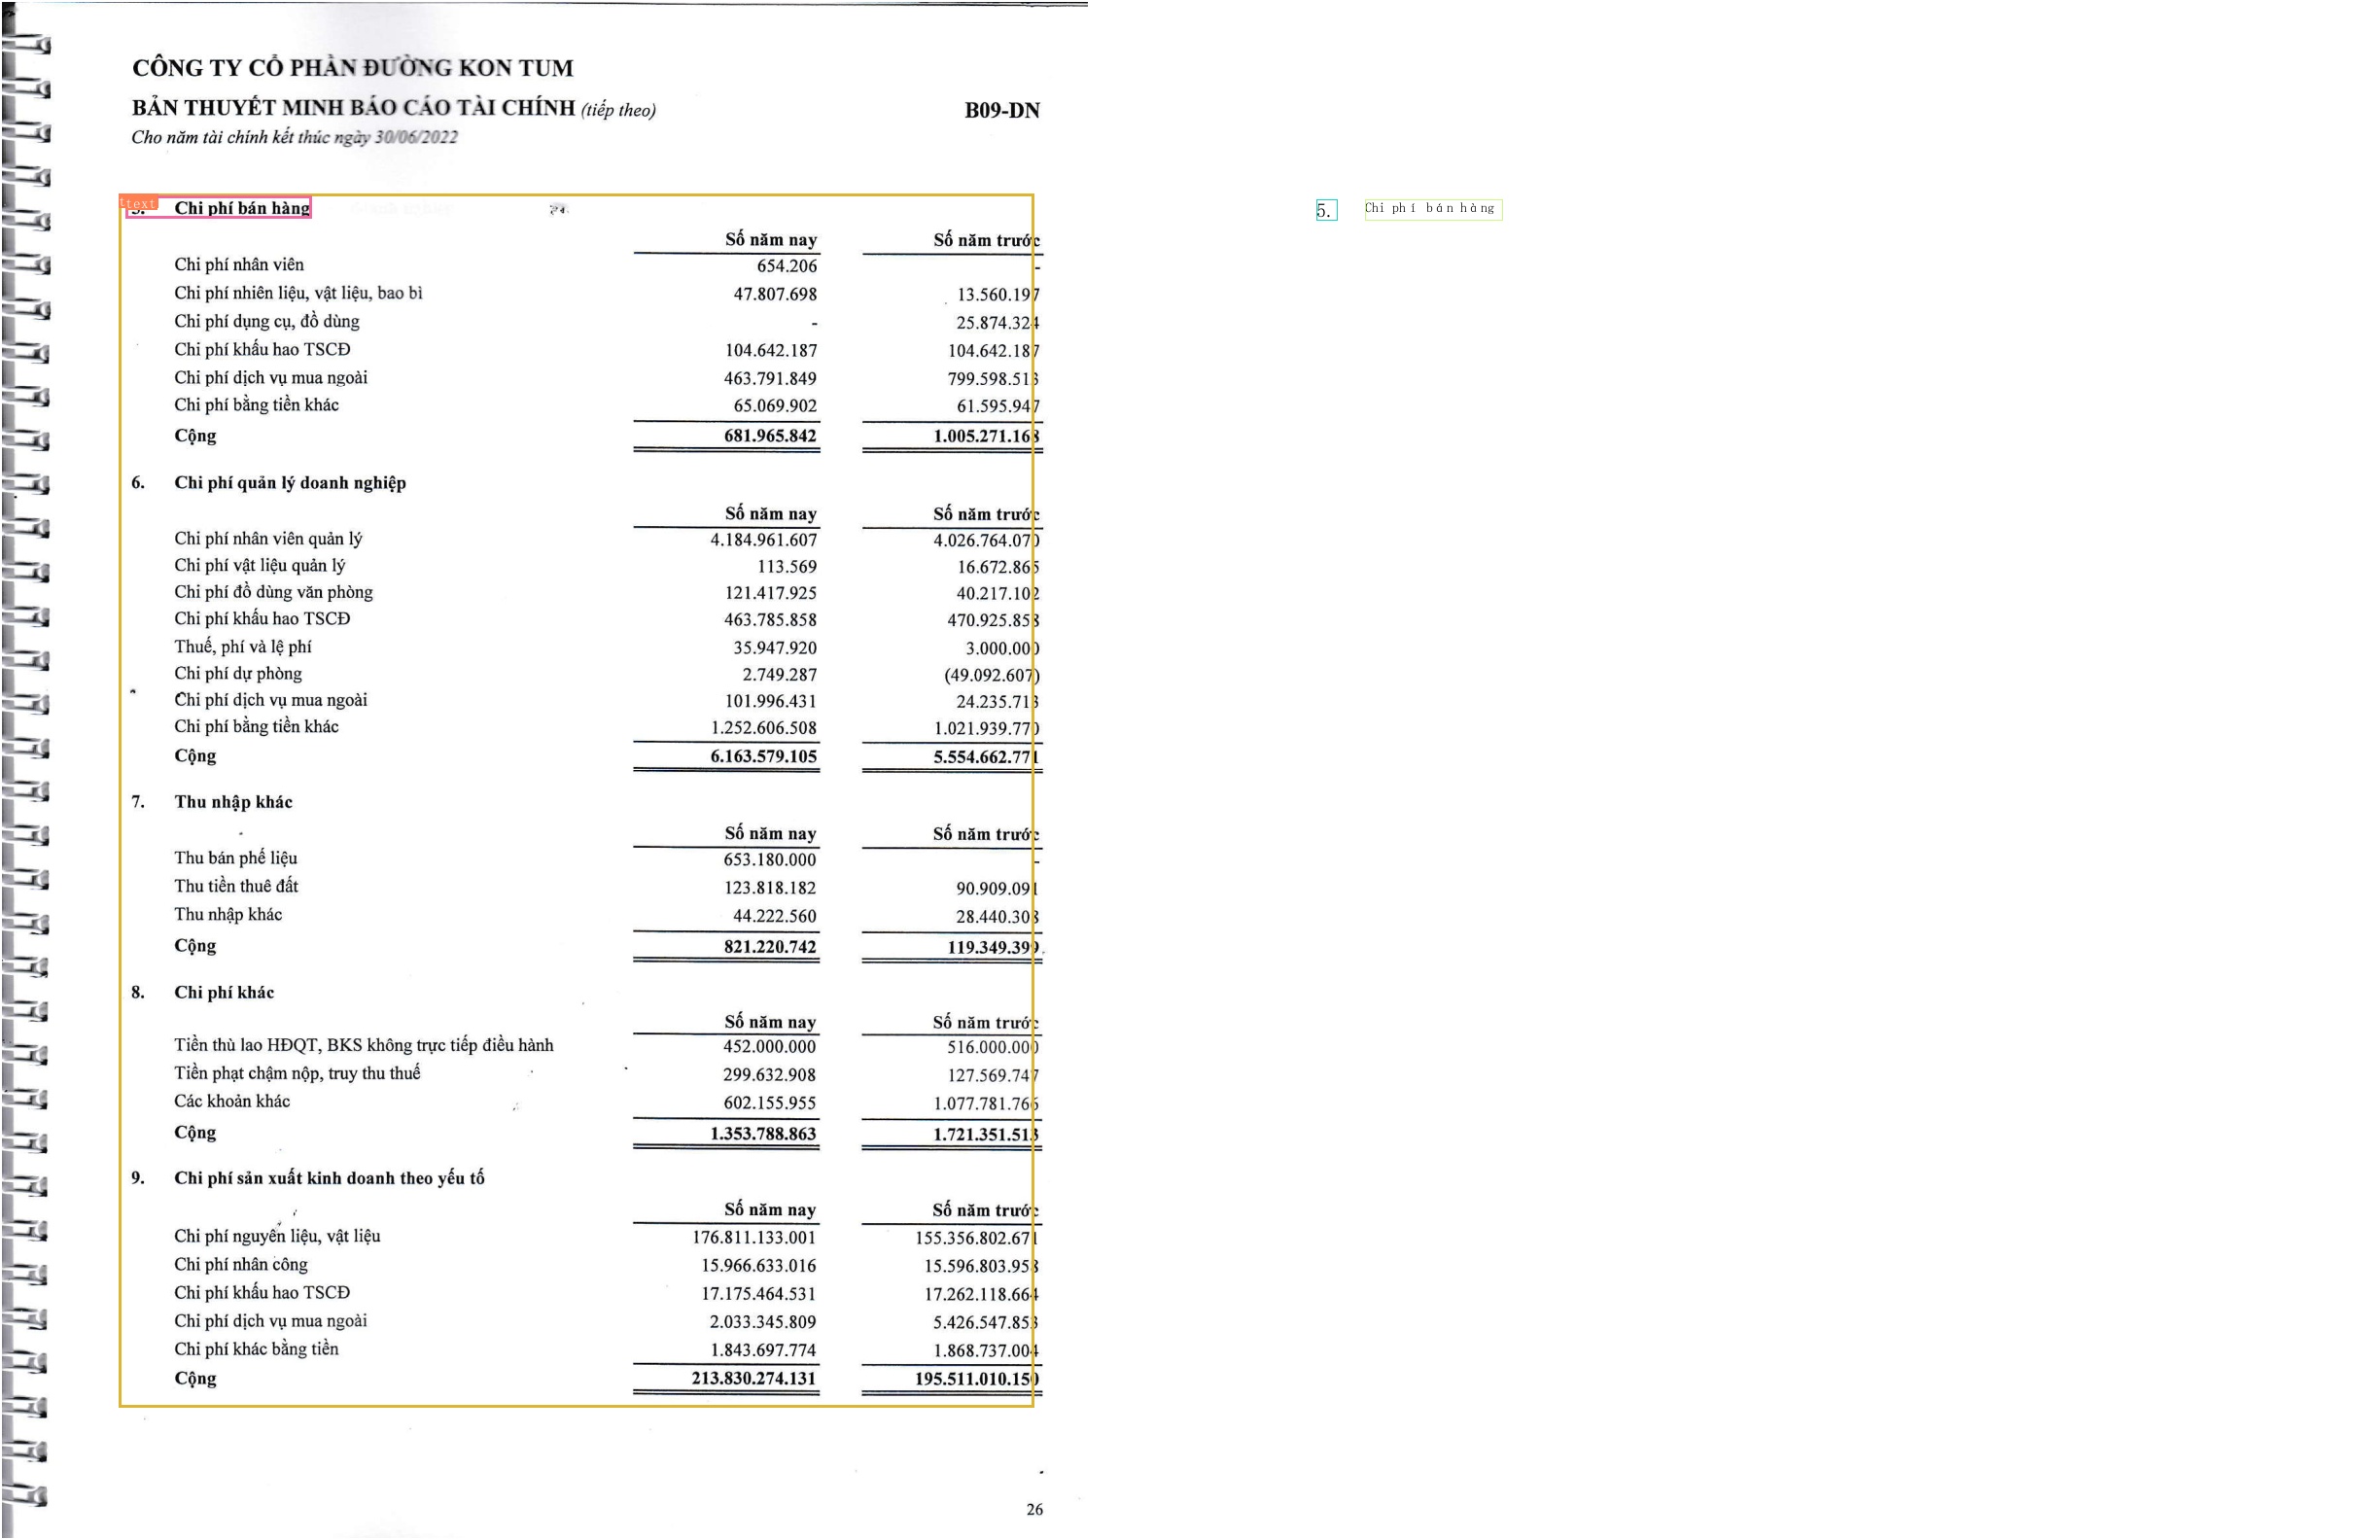 CÔNG TY CỔ PHẦN ĐƯỜNG KON TUM
BẢN THUYẾT MINH BÁO CÁO TÀI CHÍNH (tiếp theo) B09-DN
Cho năm tài chính kết thúc ngày 30/06/2022
text
5. Chi phí bán hàng
5. Chi phí bán hàng
Số năm nay Số năm trước
Chi phí nhân viên 654.206 -
Chi phí nhiên liệu, vật liệu, bao bì 47.807.698 13.560.197
Chi phí dụng cụ, đồ dùng - 25.874.324
Chi phí khấu hao TSCĐ 104.642.187 104.642.187
Chi phí dịch vụ mua ngoài 463.791.849 799.598.513
Chi phí bằng tiền khác 65.069.902 61.595.947
Cộng 681.965.842 1.005.271.168
6. Chi phí quản lý doanh nghiệp
Số năm nay Số năm trước
Chi phí nhân viên quản lý 4.184.961.607 4.026.764.070
Chi phí vật liệu quản lý 113.569 16.672.865
Chi phí đồ dùng văn phòng 121.417.925 40.217.102
Chi phí khấu hao TSCĐ 463.785.858 470.925.858
Thuế, phí và lệ phí 35.947.920 3.000.000
Chi phí dự phòng 2.749.287 (49.092.607)
Chi phí dịch vụ mua ngoài 101.996.431 24.235.713
Chi phí bằng tiền khác 1.252.606.508 1.021.939.770
Cộng 6.163.579.105 5.554.662.771
7. Thu nhập khác
Số năm nay Số năm trước
Thu bán phế liệu 653.180.000 -
Thu tiền thuê đất 123.818.182 90.909.091
Thu nhập khác 44.222.560 28.440.308
Cộng 821.220.742 119.349.399
8. Chi phí khác
Số năm nay Số năm trước
Tiền thù lao HĐQT, BKS không trực tiếp điều hành 452.000.000 516.000.000
Tiền phạt chậm nộp, truy thu thuế 299.632.908 127.569.747
Các khoản khác 602.155.955 1.077.781.766
Cộng 1.353.788.863 1.721.351.513
9. Chi phí sản xuất kinh doanh theo yếu tố
Số năm nay Số năm trước
Chi phí nguyên liệu, vật liệu 176.811.133.001 155.356.802.671
Chi phí nhân công 15.966.633.016 15.596.803.958
Chi phí khấu hao TSCĐ 17.175.464.531 17.262.118.664
Chi phí dịch vụ mua ngoài 2.033.345.809 5.426.547.853
Chi phí khác bằng tiền 1.843.697.774 1.868.737.004
Cộng 213.830.274.131 195.511.010.150
26